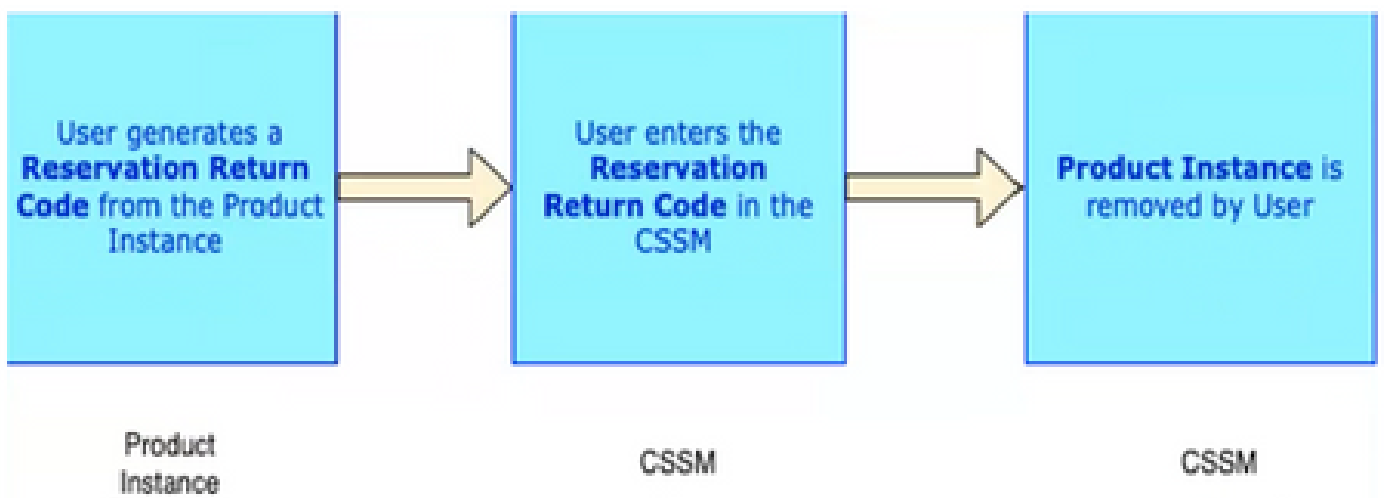 User generates a
Reservation Return
Code from the Product
Instance
User enters the
Reservation
Return Code in the
CSSM
Product Instance is
removed by User
Product
Instance
CSSM
CSSM